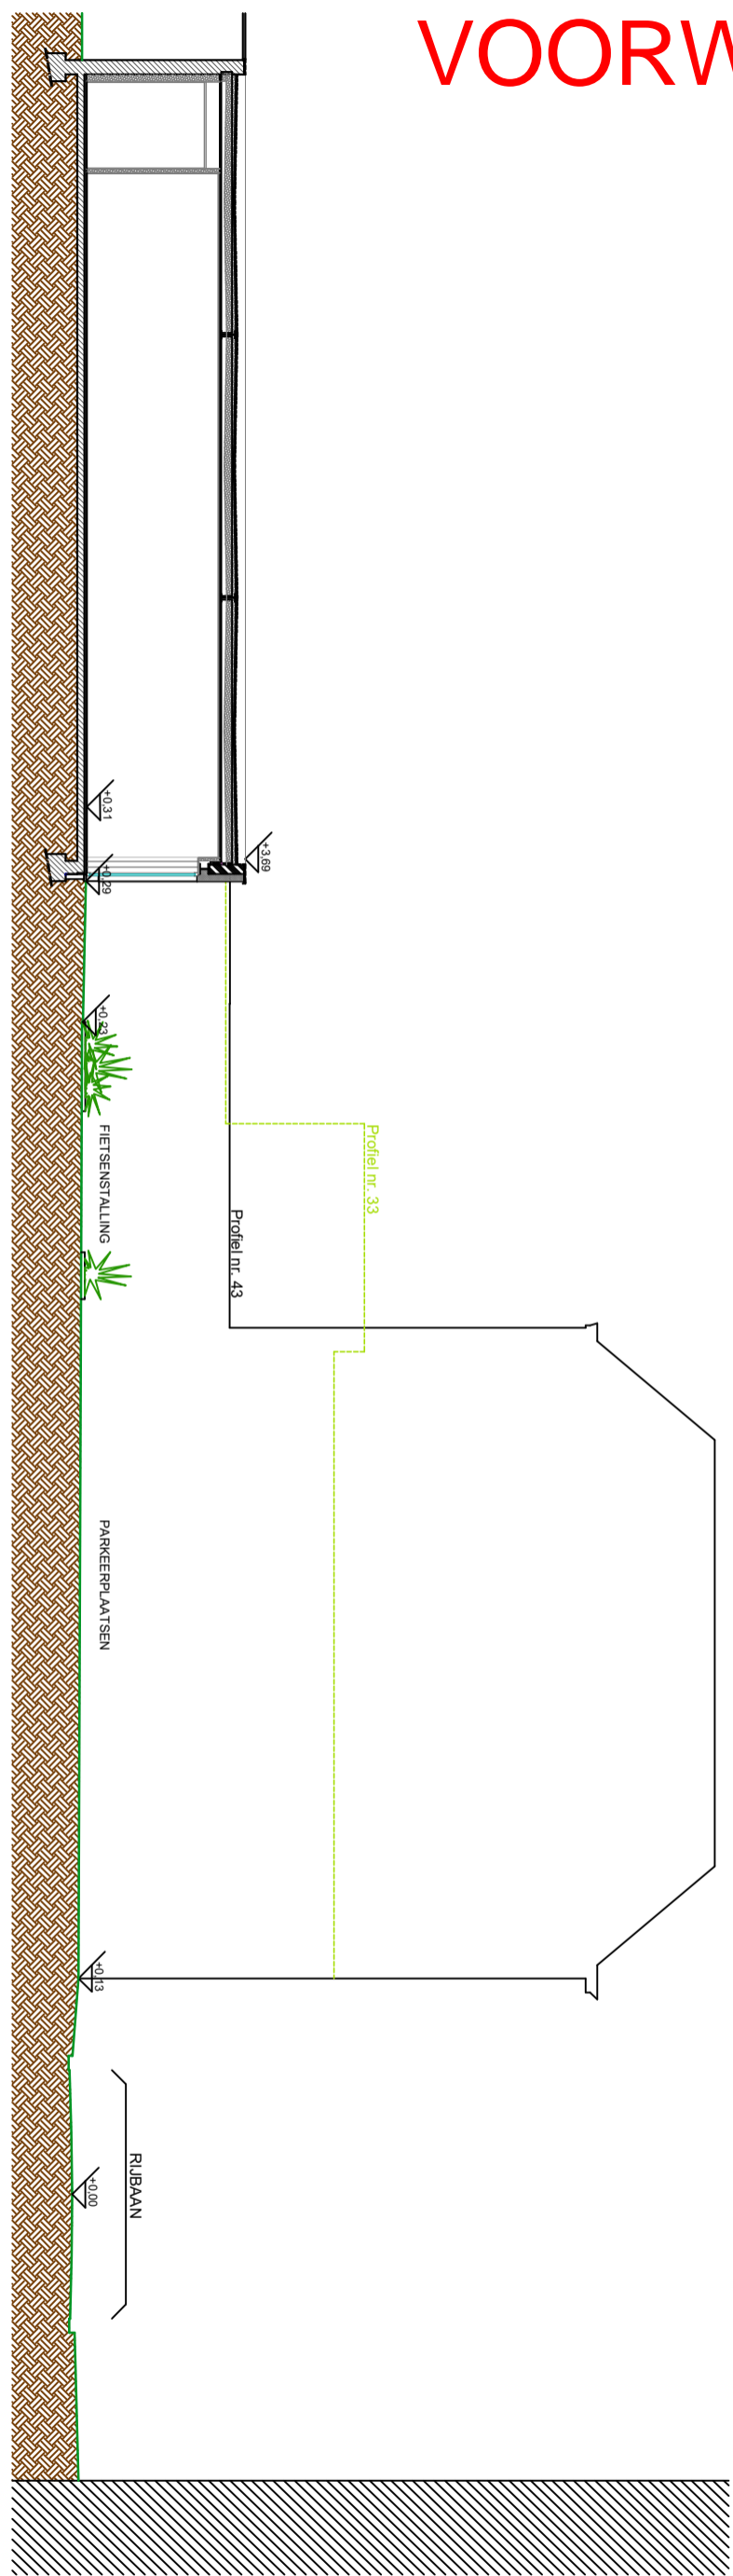 VOORW
+0,31
+3,69
+0,29
+0,23
FIETSENSTALLING
Profiel nr. 33
Profiel nr. 43
PARKEERPLAATSEN
+0,13
RIJBAAN
+0,00